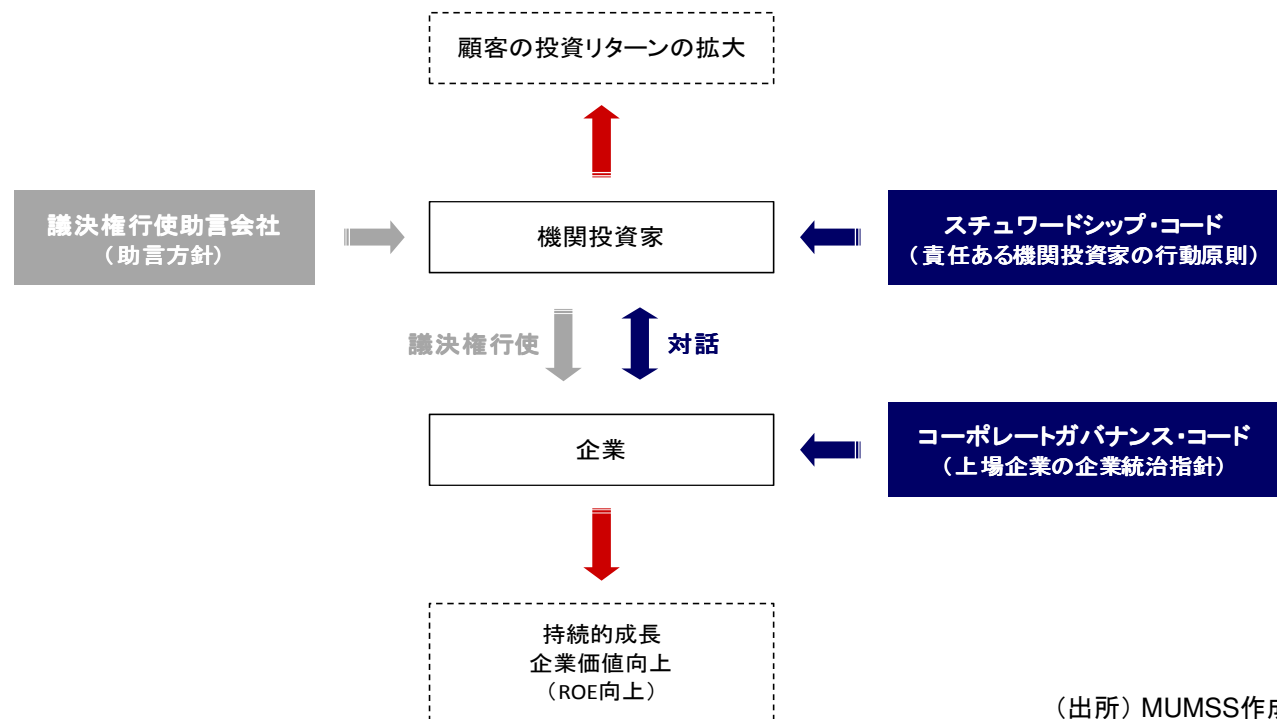 顧客の投資リターンの拡大
議決権行使助言会社
（助言方針）
機関投資家
スチュワードシップ・コード
（責任ある機関投資家の行動原則）
議決権行使
対話
企業
コーポレートガバナンス・コード
（上場企業の企業統治指針）
持続的成長
企業価値向上
（ROE向上）
（出所）MUMSS作成